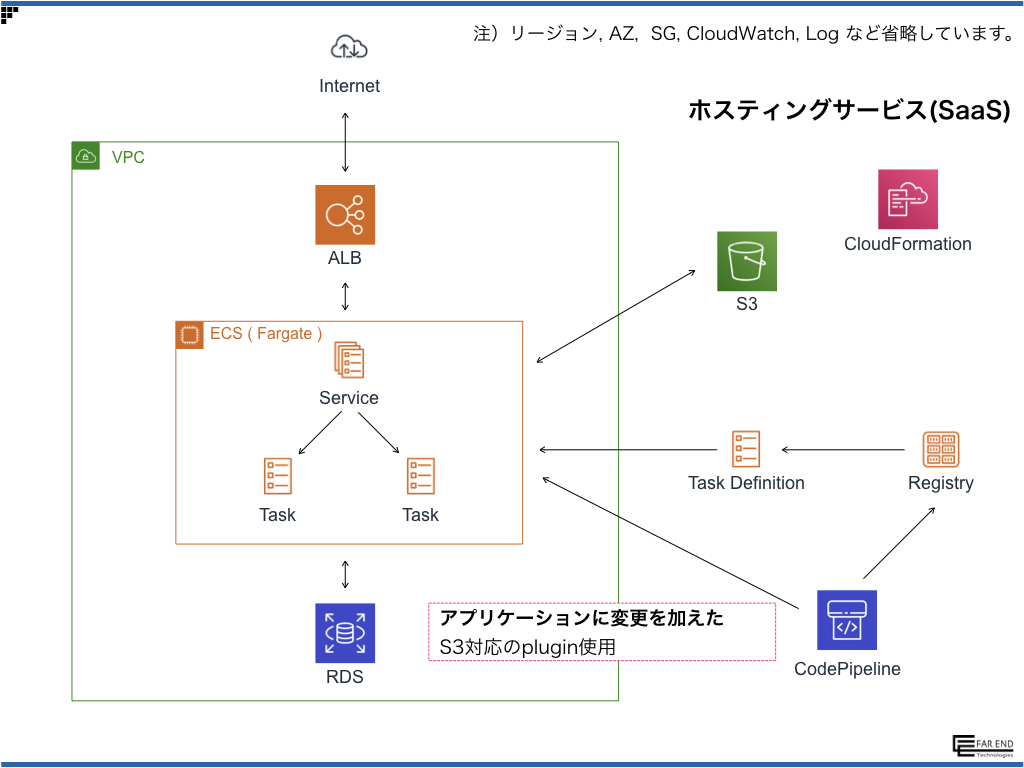 注）リージョン, AZ, SG, CloudWatch, Log など省略しています。
Internet
ホスティングサービス(SaaS)
VPC
ALB
CloudFormation
S3
ECS ( Fargate )
Service
Task
Task
Task Definition
Registry
アプリケーションに変更を加えた
S3対応のplugin使用
RDS
CodePipeline
FAR END
Technologies